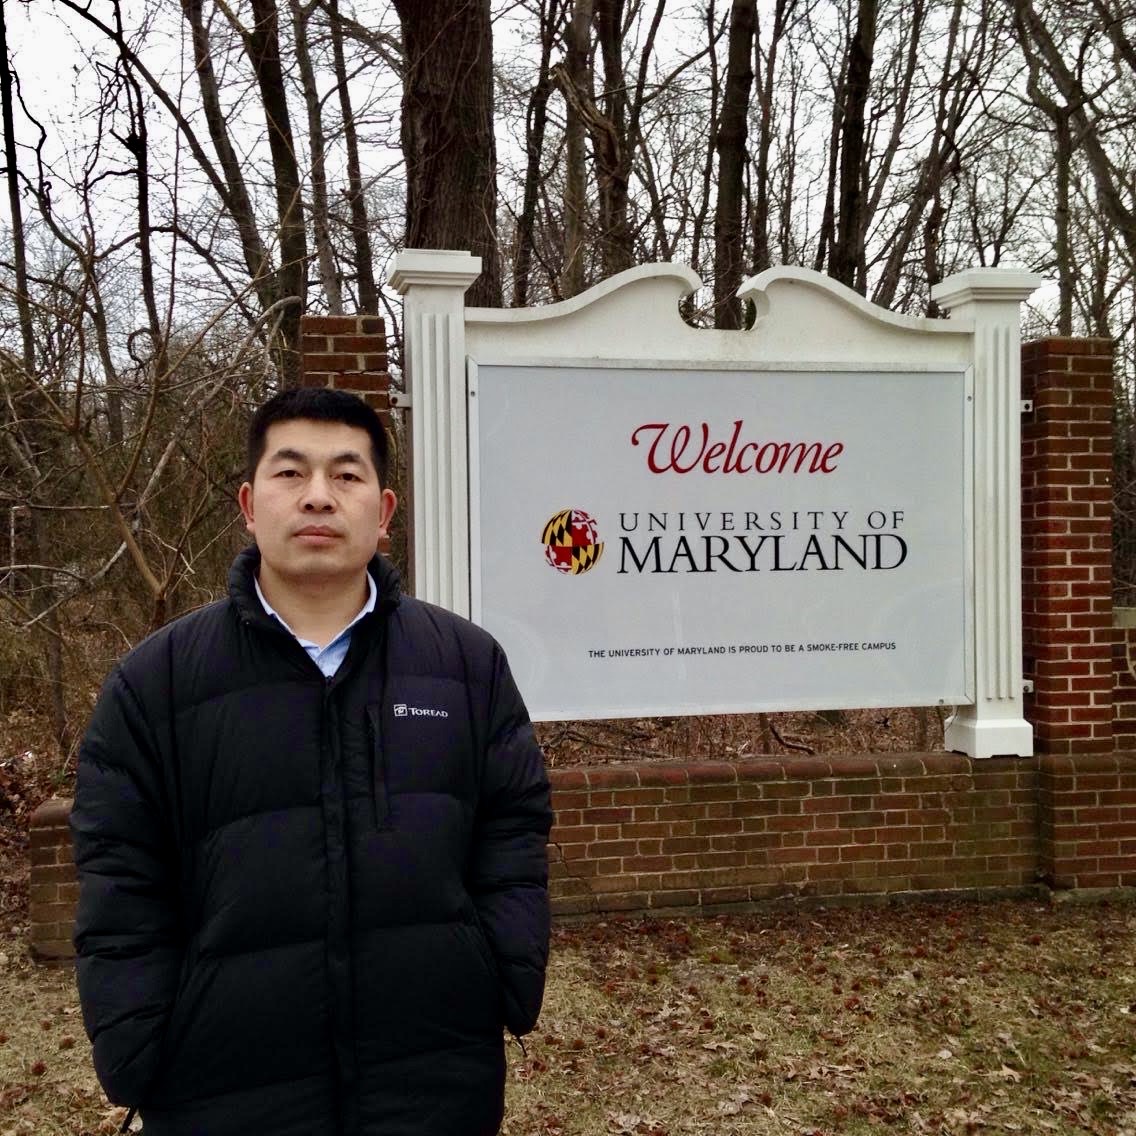 Welcome
UNIVERSITY OF
MARYLAND
THE UNIVERSITY OF MARYLAND IS PROUD TO BE A SMOKE-FREE CAMPUS
TOREAD